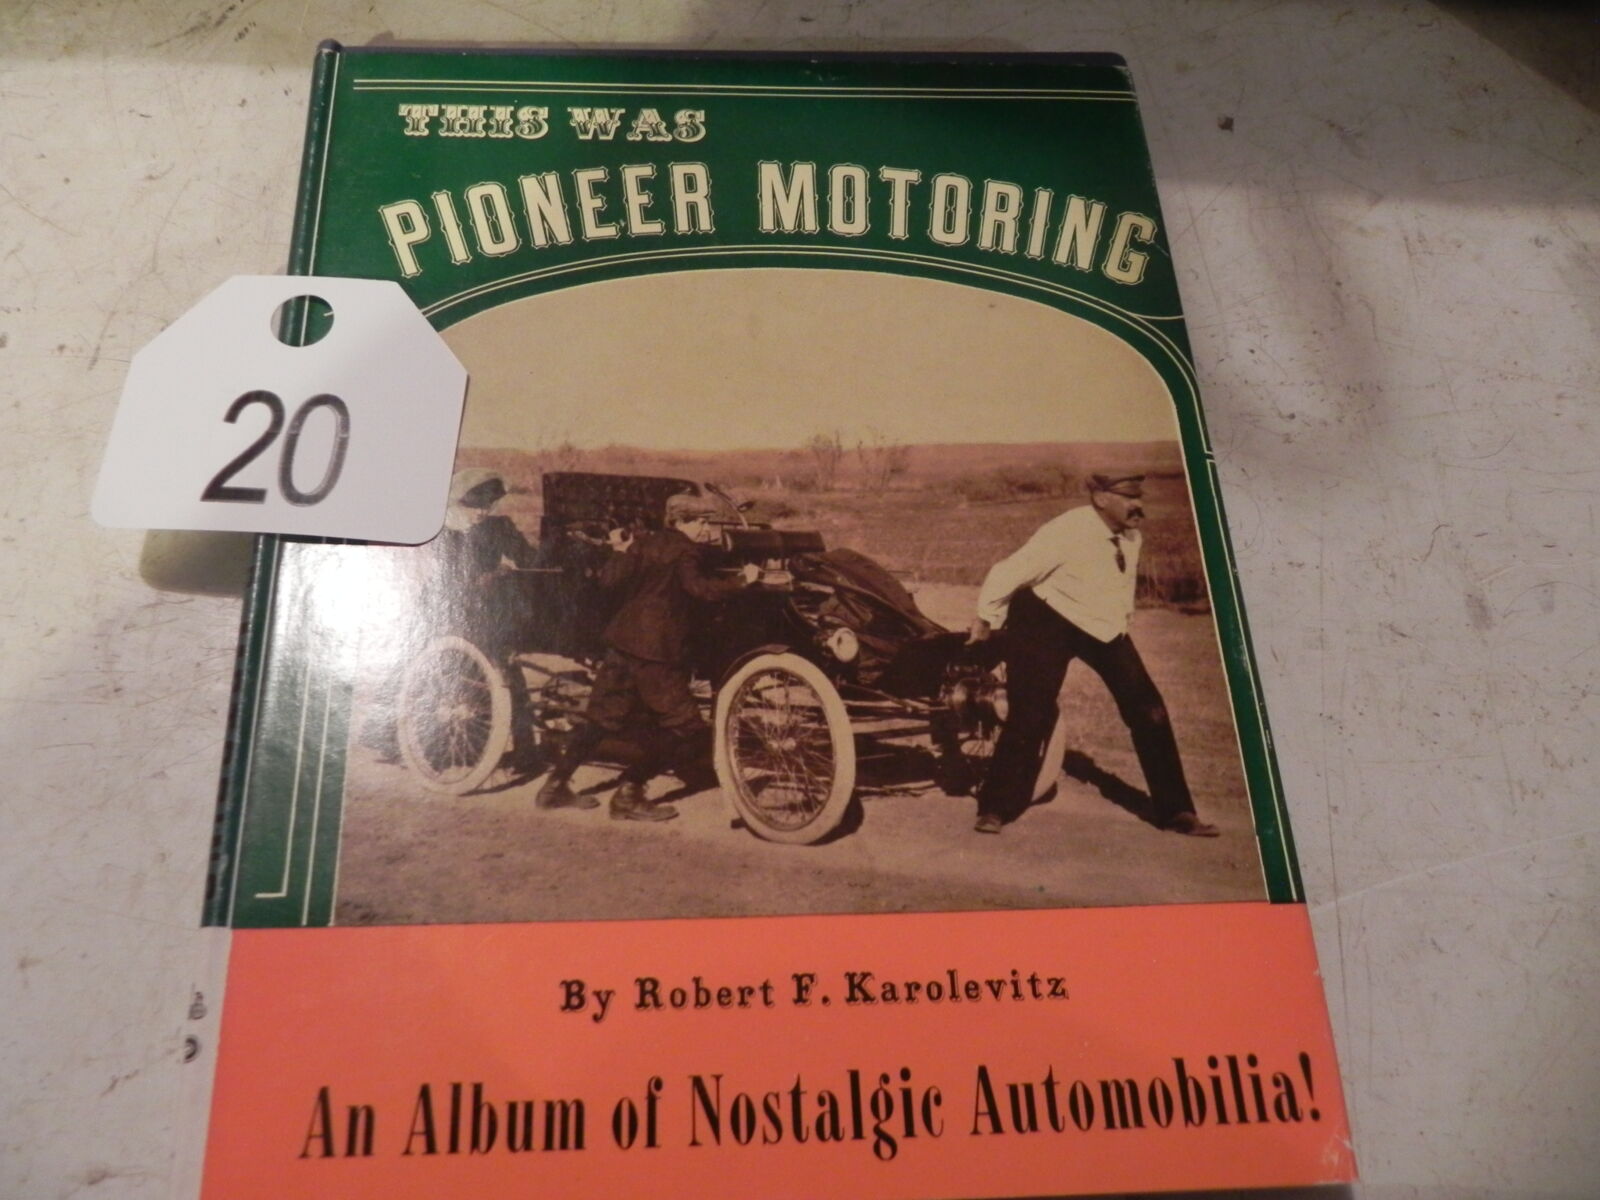 THIS WAS
PIONEER MOTORING
20
By Robert F. Karolevitz
An Album of Nostalgic Automobilia!